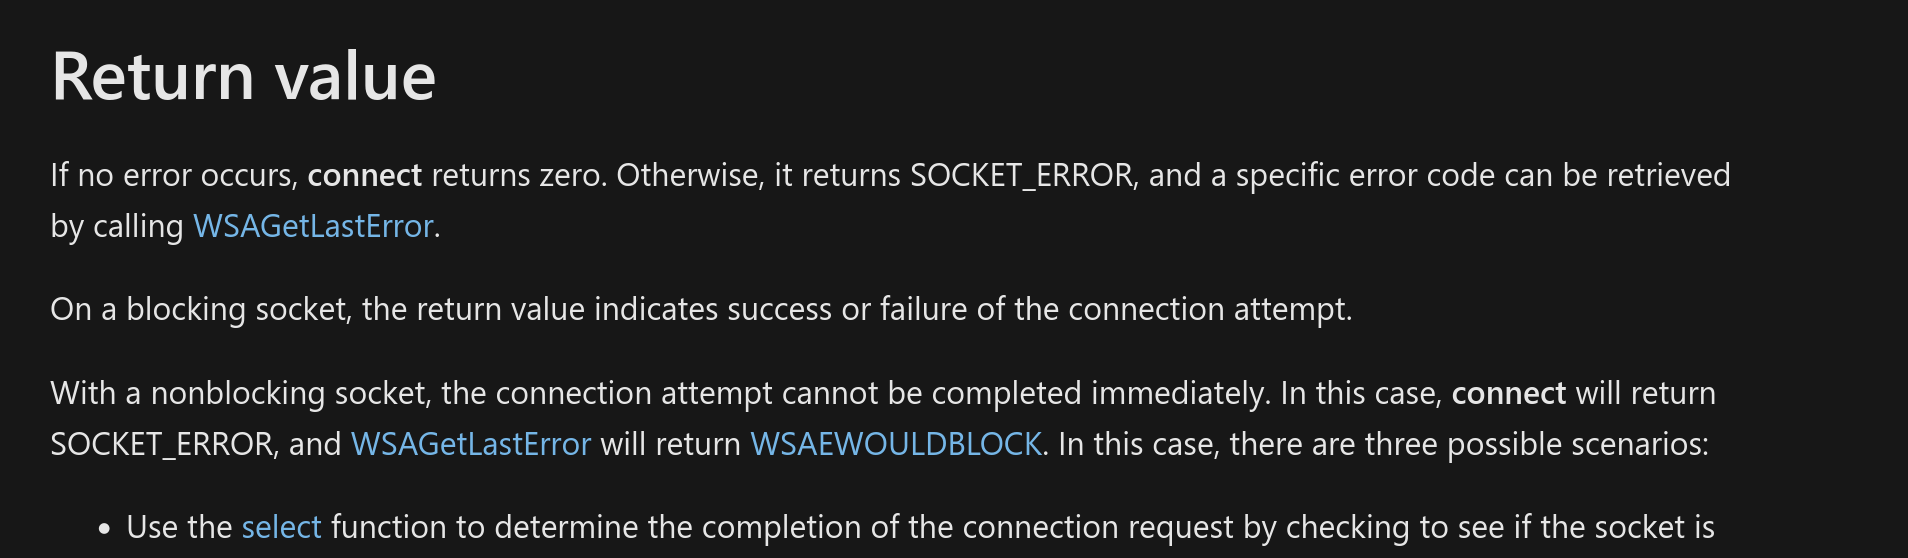 Return value
If no error occurs, connect returns zero. Otherwise, it returns SOCKET_ERROR, and a specific error code can be retrieved
by calling WSAGetLastError.
On a blocking socket, the return value indicates success or failure of the connection attempt.
With a nonblocking socket, the connection attempt cannot be completed immediately. In this case, connect will return
SOCKET_ERROR, and WSAGetLastError will return WSAEWOULDBLOCK. In this case, there are three possible scenarios:
• Use the select function to determine the completion of the connection request by checking to see if the socket is